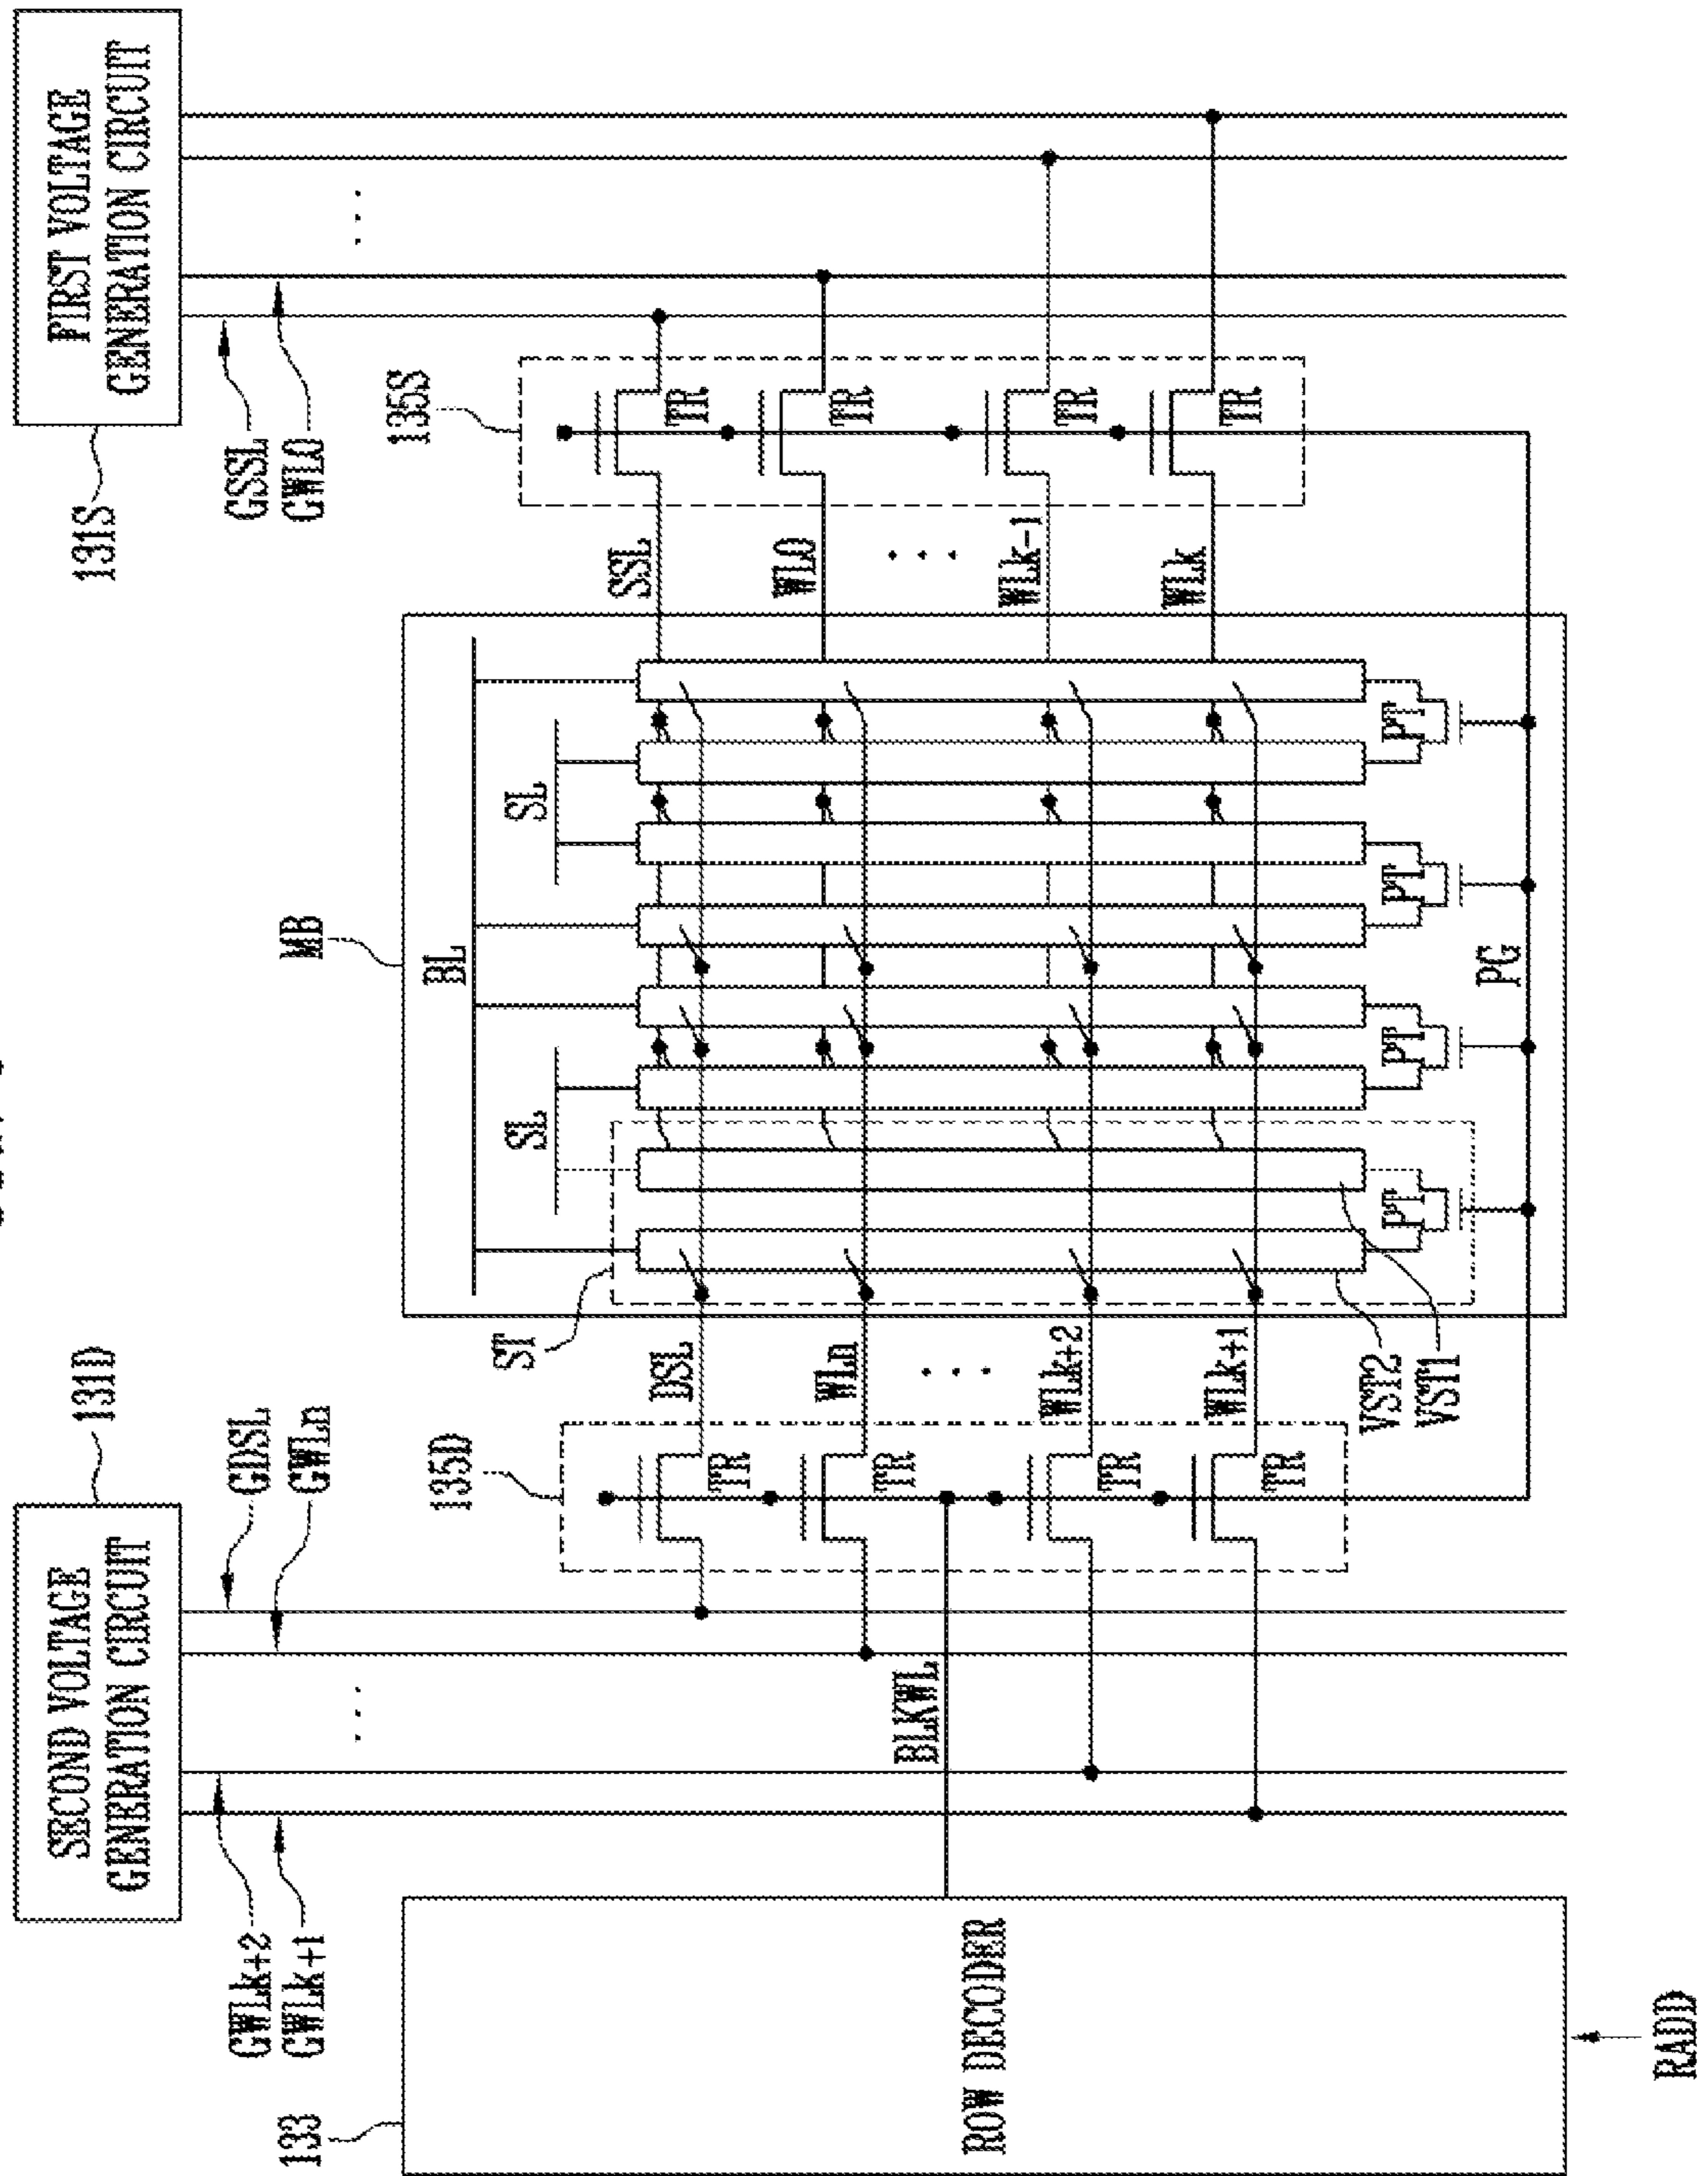 133
ROW DECODER
RADD
SECOND VOLTAGE
GENERATION CIRCUIT
131D
GWLk+2
GWLk+1
GDSL
GWLn
BLKWL
135D
TR
TR
TR
TR
DSL
WLn
WLk+2
WLk+1
ST
VST2
VST1
MB
BL
SL
SL
PT
PT
PT
PT
PG
SSL
WL0
WLk-1
WLk
135S
TR
TR
TR
TR
FIRST VOLTAGE
GENERATION CIRCUIT
131S
GSSL
GWL0